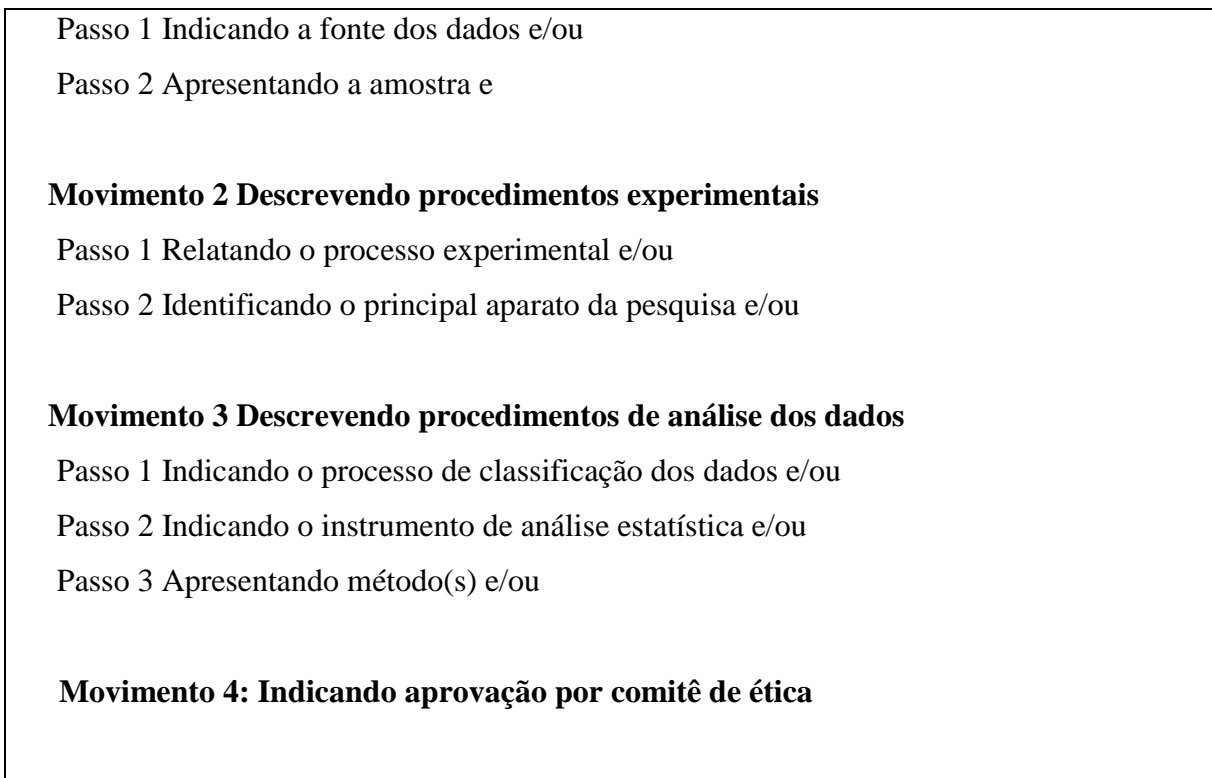 Passo 1 Indicando a fonte dos dados e/ou
Passo 2 Apresentando a amostra e
Movimento 2 Descrevendo procedimentos experimentais
Passo 1 Relatando o processo experimental e/ou
Passo 2 Identificando o principal aparato da pesquisa e/ou
Movimento 3 Descrevendo procedimentos de análise dos dados
Passo 1 Indicando o processo de classificação dos dados e/ou
Passo 2 Indicando o instrumento de análise estatística e/ou
Passo 3 Apresentando método(s) e/ou
Movimento 4: Indicando aprovação por comitê de ética